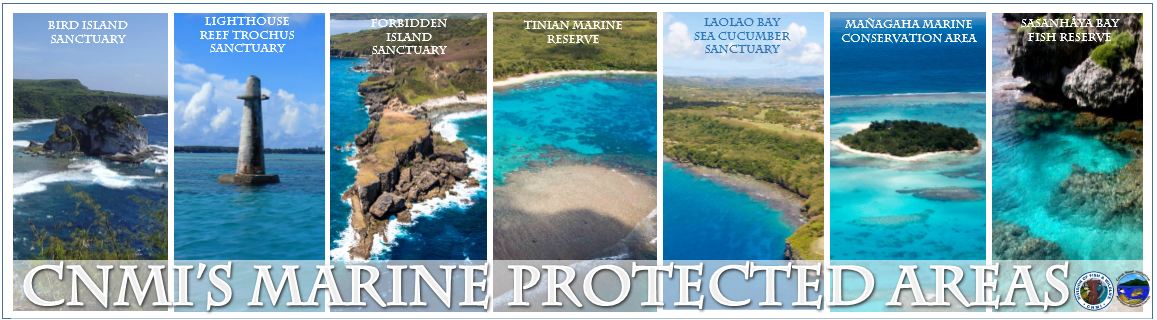 BIRD ISLAND
SANCTUARY
LIGHTHOUSE
REEF TROCHUS
SANCTUARY
FORBIDDEN
ISLAND
SANCTUARY
TINIAN MARINE
RESERVE
LAOLAO BAY
SEA CUCUMBER
SANCTUARY
MAÑAGAHA MARINE
CONSERVATION AREA
SASANHÀYA BAY
FISH RESERVE
CNMI'S MARINE PROTECTED AREAS